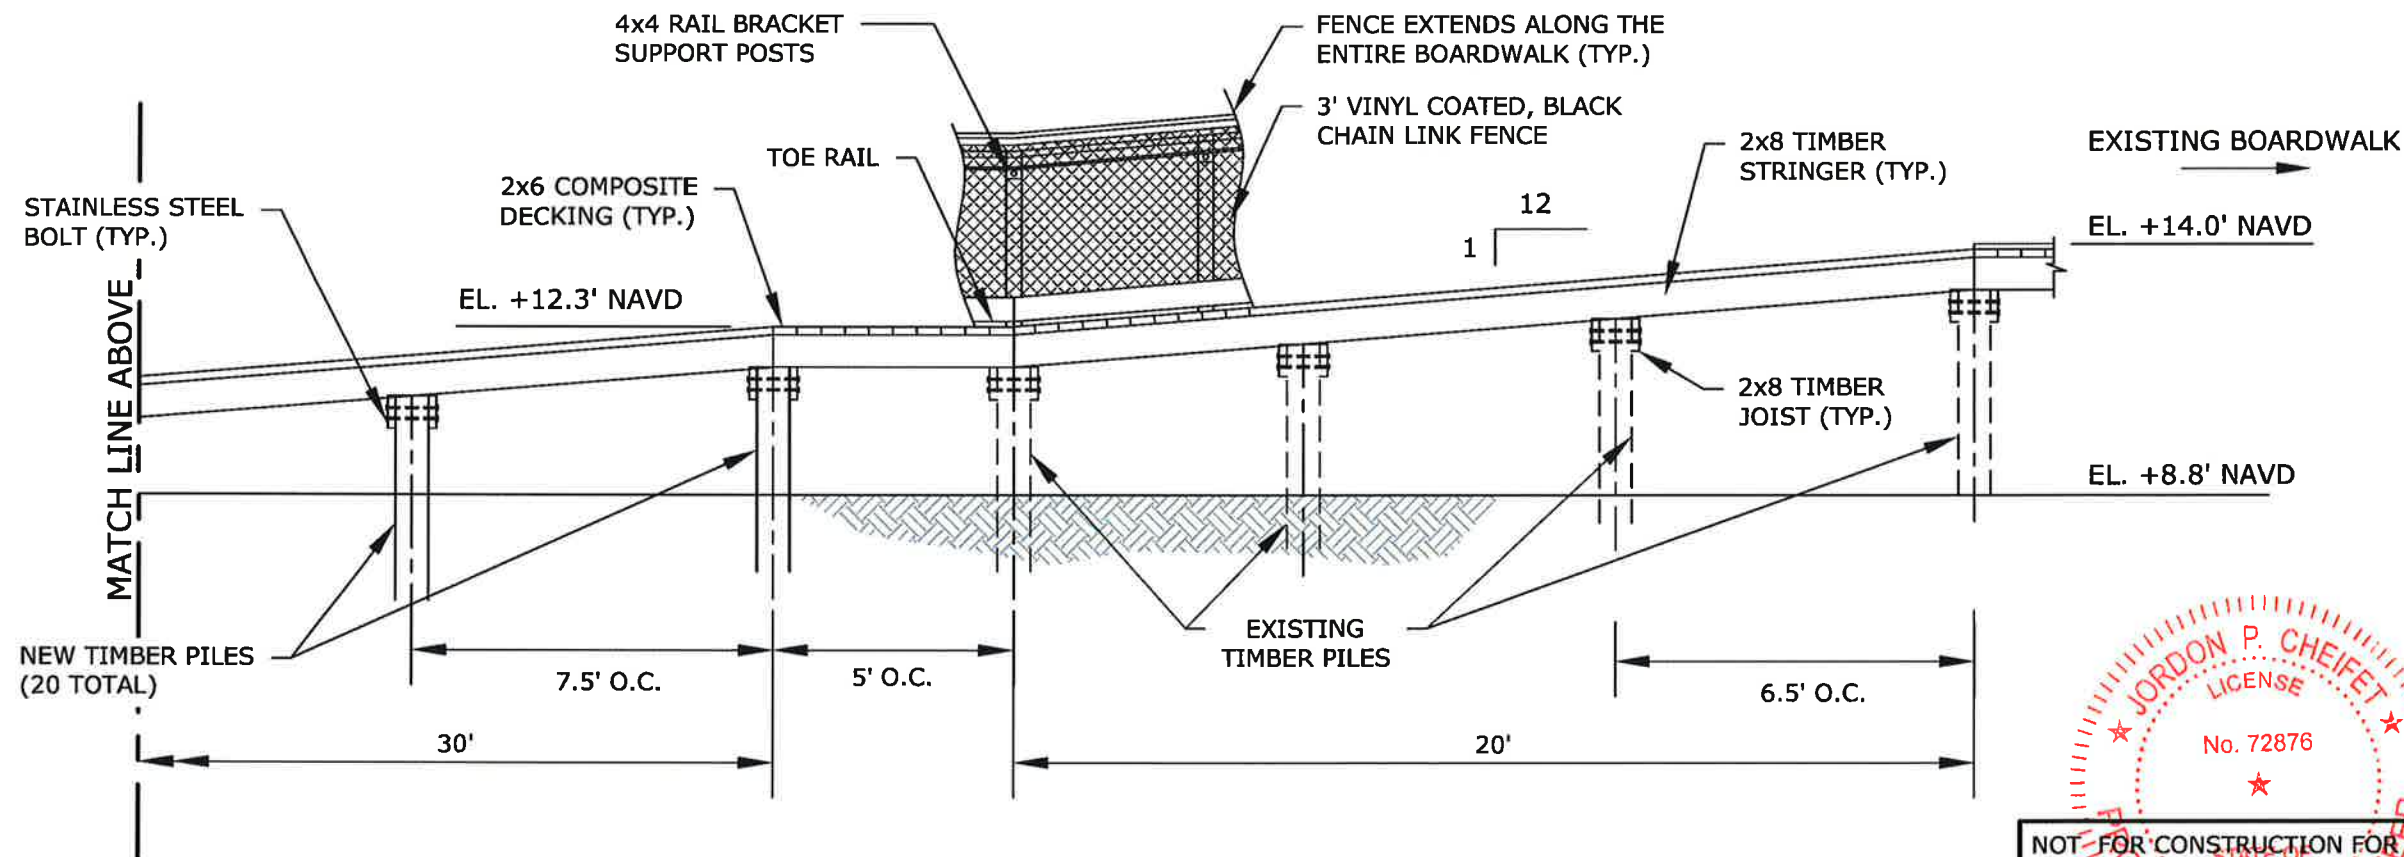 4x4 RAIL BRACKET
SUPPORT POSTS
FENCE EXTENDS ALONG THE
ENTIRE BOARDWALK (TYP.)
3' VINYL COATED, BLACK
CHAIN LINK FENCE
TOE RAIL
2x8 TIMBER
STRINGER (TYP.)
EXISTING BOARDWALK
2x6 COMPOSITE
DECKING (TYP.)
STAINLESS STEEL
BOLT (TYP.)
12
1
EL. +14.0' NAVD
EL. +12.3' NAVD
MATCH LINE ABOVE
2x8 TIMBER
JOIST (TYP.)
EL. +8.8' NAVD
NEW TIMBER PILES
(20 TOTAL)
EXISTING
TIMBER PILES
7.5' O.C.
5' O.C.
6.5' O.C.
30'
20'
JORDON P. CHEIFET
LICENSE
No. 72876
NOT FOR CONSTRUCTION FOR